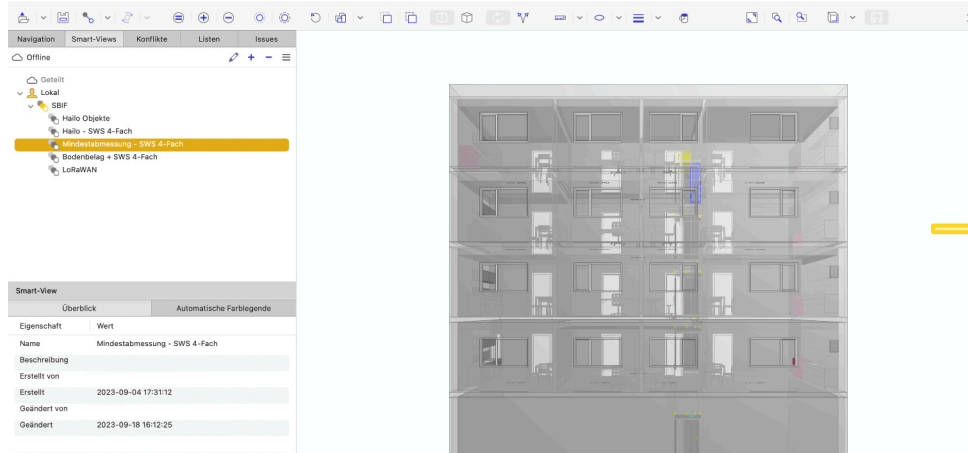 Navigation Smart-Views Konflikte Listen Issues
Offline
Geteilt
Lokal
SBIF
Hailo Objekte
Hailo - SWS 4-Fach
Mindestabmessung - SWS 4-Fach
Bodenbelag + SWS 4-Fach
LoRaWAN
Smart-View
Überblick Automatische Farblegende
Eigenschaft Wert
Name Mindestabmessung - SWS 4-Fach
Beschreibung
Erstellt von
Erstellt 2023-09-04 17:31:12
Geändert von
Geändert 2023-09-18 16:12:25